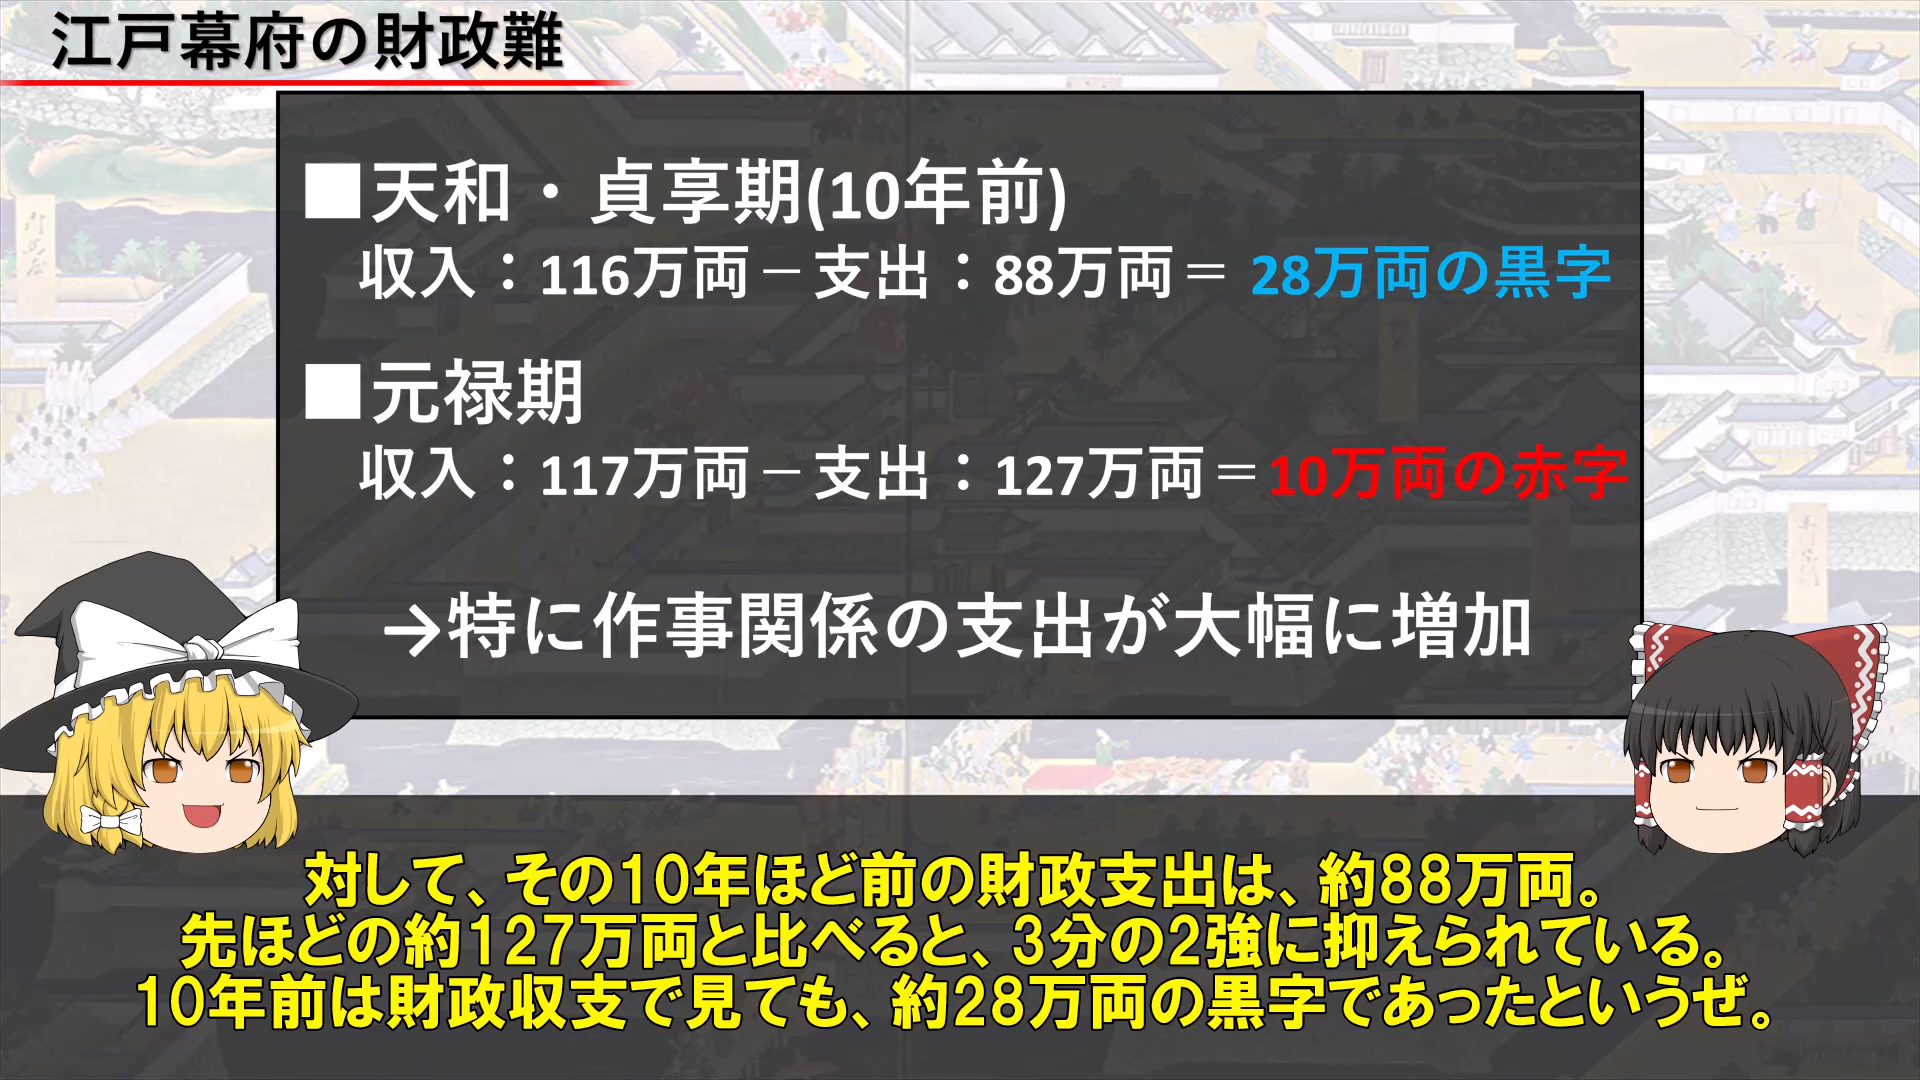 江戸幕府の財政難
■天和・貞享期(10年前)
収入：116万両－支出：88万両＝ 28万両の黒字
■元禄期
収入：117万両－支出：127万両＝10万両の赤字
→特に作事関係の支出が大幅に増加
対して、その10年ほど前の財政支出は、約88万両。
先ほどの約127万両と比べると、3分の2強に抑えられている。
10年前は財政収支で見ても、約28万両の黒字であったというぜ。